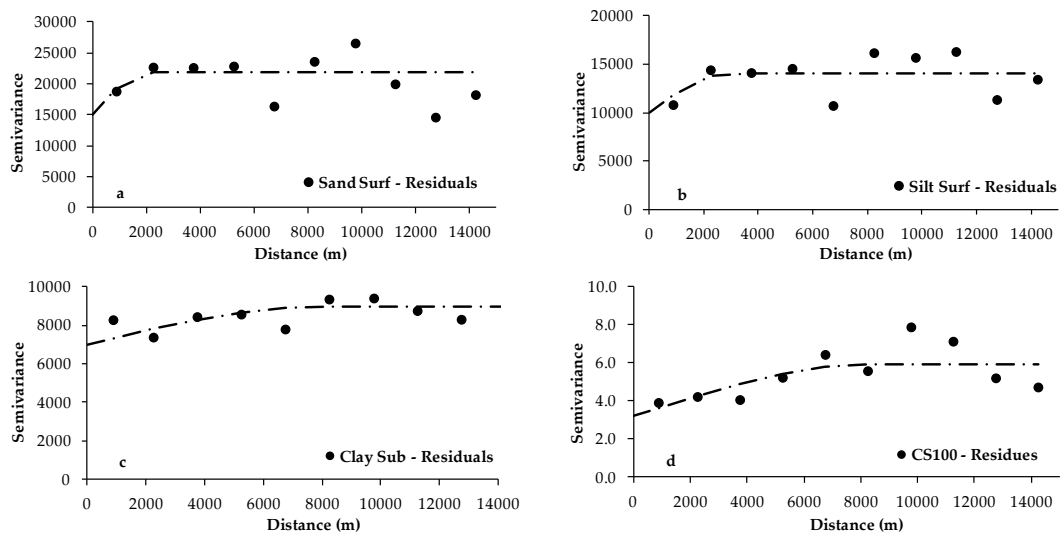 30000
25000
20000
15000
10000
5000
0
Semivariance
a
● Sand Surf - Residuals
0 2000 4000 6000 8000 10000 12000 14000
Distance (m)
20000
15000
10000
5000
0
Semivariance
b
● Silt Surf - Residuals
0 2000 4000 6000 8000 10000 12000 14000
Distance (m)
10000
8000
6000
4000
2000
0
Semivariance
c
● Clay Sub - Residuals
0 2000 4000 6000 8000 10000 12000 14000
Distance (m)
10.0
8.0
6.0
4.0
2.0
0.0
Semivariance
d
● CS100 - Residues
0 2000 4000 6000 8000 10000 12000 14000
Distance (m)